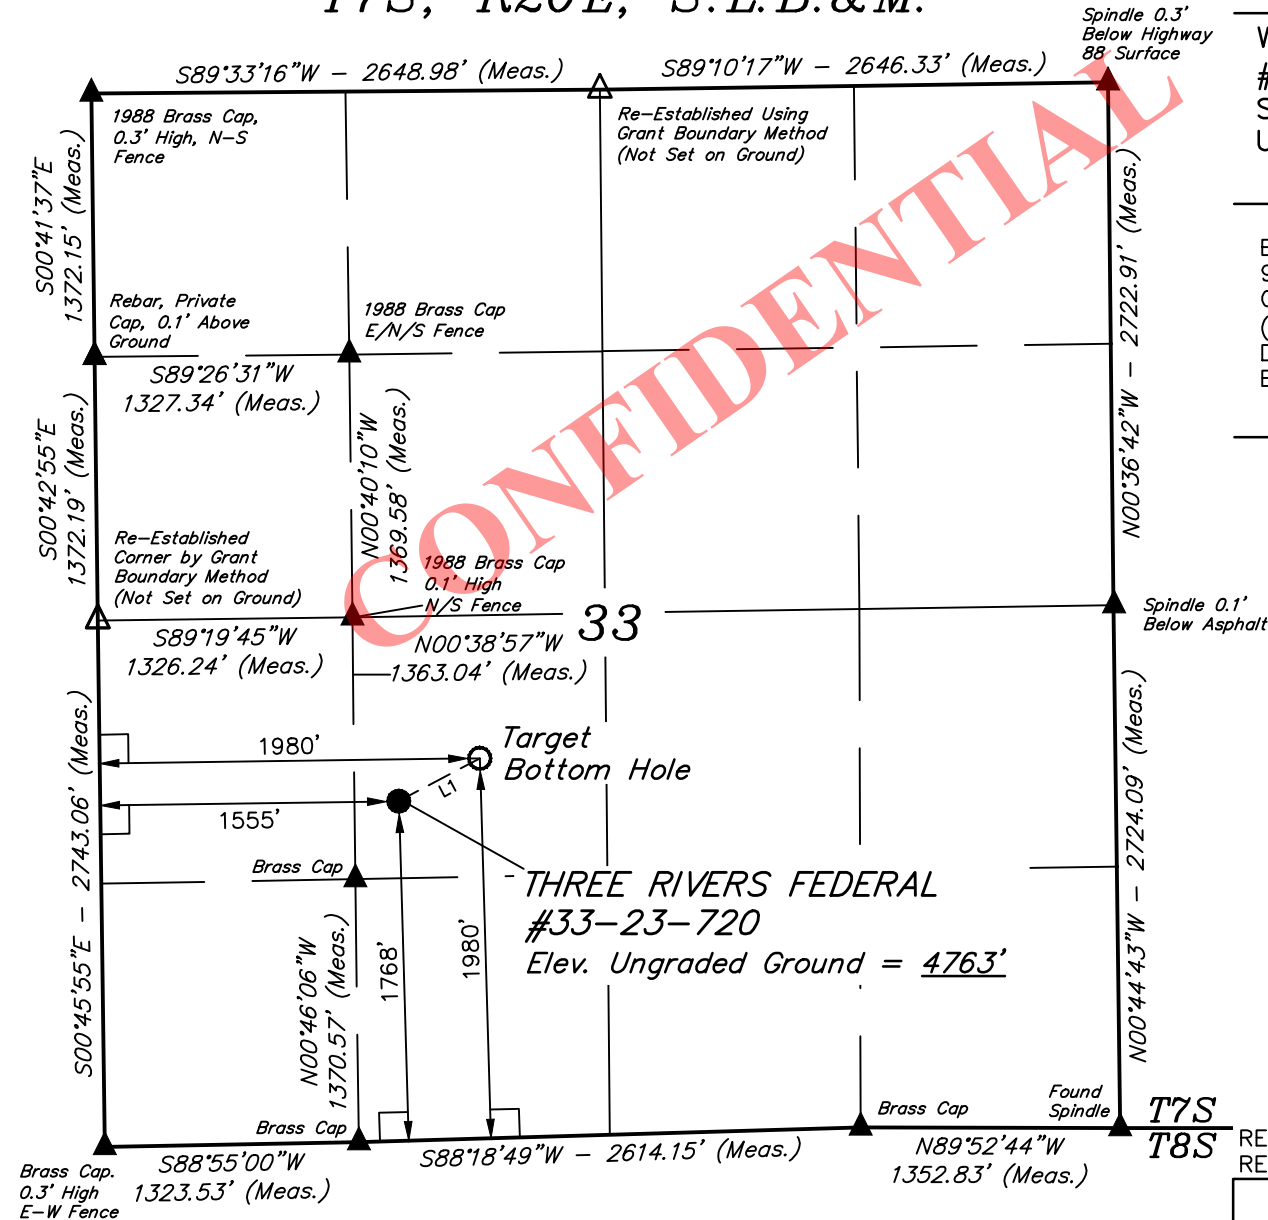 T7S, R20E, S.L.B.&M.
Spindle 0.3'
Below Highway
88 Surface
S89°33'16"W - 2648.98' (Meas.)
S89°10'17"W - 2646.33' (Meas.)
1988 Brass Cap,
0.3' High, N-S
Fence
Re-Established Using
Grant Boundary Method
(Not Set on Ground)
S00°41'37"E
1372.15' (Meas.)
N00°36'42"W - 2722.91' (Meas.)
CONFIDENTIAL
Rebar, Private
Cap, 0.1' Above
Ground
1988 Brass Cap
E/N/S Fence
S89°26'31"W
1327.34' (Meas.)
S00°42'55"E
1372.19' (Meas.)
N00°40'10"W
1369.58' (Meas.)
Re-Established
Corner by Grant
Boundary Method
(Not Set on Ground)
1988 Brass Cap
0.1' High
N/S Fence
33
Spindle 0.1'
Below Asphalt
S89°19'45"W
1326.24' (Meas.)
N00°38'57"W
1363.04' (Meas.)
S00°45'55"E - 2743.06' (Meas.)
N00°44'43"W - 2724.09' (Meas.)
1980'
Target
Bottom Hole
L1
1555'
Brass Cap
THREE RIVERS FEDERAL
#33-23-720
Elev. Ungraded Ground = 4763'
1768'
1980'
N00°46'06"W
1370.57' (Meas.)
Brass Cap
Brass Cap
Found
Spindle
T7S
T8S
Brass Cap.
0.3' High
E-W Fence
S88°55'00"W
1323.53' (Meas.)
S88°18'49"W - 2614.15' (Meas.)
N89°52'44"W
1352.83' (Meas.)
RE
RE